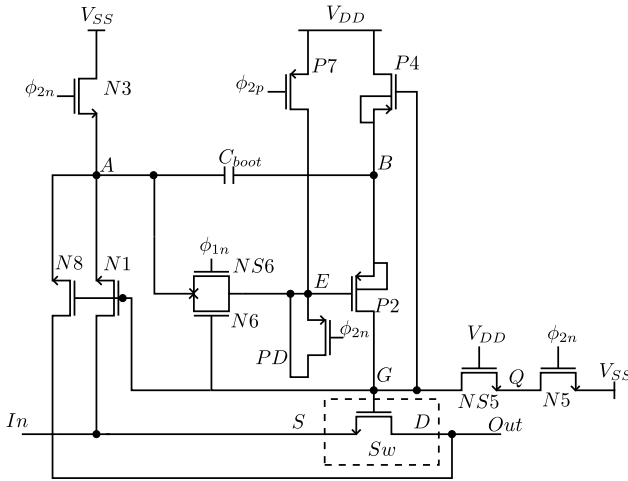 V_SS
V_DD
ϕ_2n
N3
ϕ_2p
P7
P4
A
C_boot
B
N8
N1
ϕ_1n
NS6
E
P2
N6
ϕ_2n
PD
V_DD
ϕ_2n
G
Q
V_SS
NS5
N5
In
S
D
Out
Sw